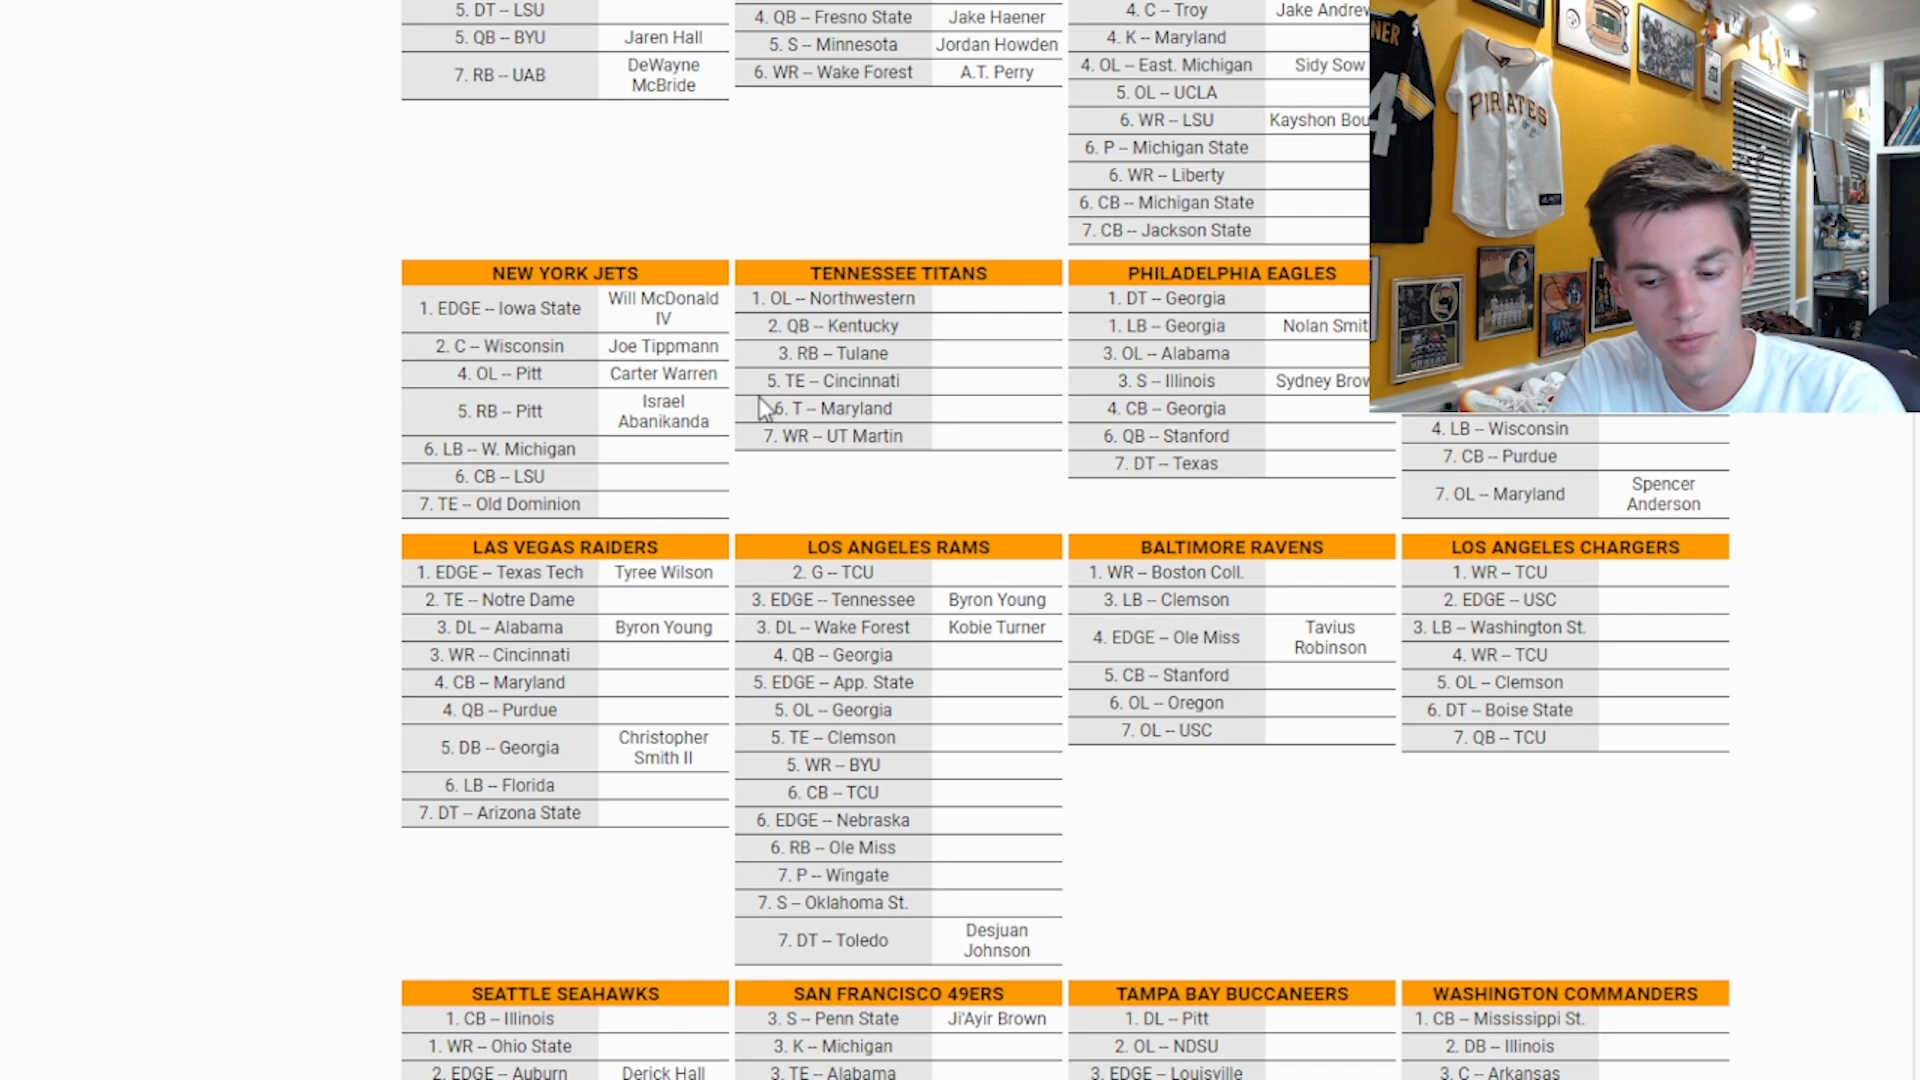 5. DT -- LSU
5. QB -- BYU Jaren Hall
7. RB -- UAB DeWayne
McBride
4. QB -- Fresno State Jake Haener
5. S -- Minnesota Jordan Howden
6. WR -- Wake Forest A.T. Perry
4. C -- Troy Jake
4. K -- Maryland
4. OL -- East. Michigan Sidy Sow
5. OL -- UCLA
6. WR -- LSU Kayshon
6. P -- Michigan State
6. WR -- Liberty
6. CB -- Michigan State
7. CB -- Jackson State
PIRATES
NEW YORK JETS
1. EDGE -- Iowa State Will McDonald
IV
2. C -- Wisconsin Joe Tippmann
4. OL -- Pitt Carter Warren
5. RB -- Pitt Israel
Abanikanda
6. LB -- W. Michigan
6. CB -- LSU
7. TE -- Old Dominion
TENNESSEE TITANS
1. OL -- Northwestern
2. QB -- Kentucky
3. RB -- Tulane
5. TE -- Cincinnati
6. T -- Maryland
7. WR -- UT Martin
PHILADELPHIA EAGLES
1. DT -- Georgia
1. LB -- Georgia Nolan
3. OL -- Alabama
3. S -- Illinois Sydney
4. CB -- Georgia
6. QB -- Stanford
7. DT -- Texas
4. LB -- Wisconsin
7. CB -- Purdue
7. OL -- Maryland Spencer
Anderson
LAS VEGAS RAIDERS
1. EDGE -- Texas Tech Tyree Wilson
2. TE -- Notre Dame
3. DL -- Alabama Byron Young
3. WR -- Cincinnati
4. CB -- Maryland
4. QB -- Purdue
5. DB -- Georgia Christopher
Smith II
6. LB -- Florida
7. DT -- Arizona State
LOS ANGELES RAMS
2. G -- TCU
3. EDGE -- Tennessee Byron Young
3. DL -- Wake Forest Kobie Turner
4. QB -- Georgia
5. EDGE -- App. State
5. OL -- Georgia
5. TE -- Clemson
5. WR -- BYU
6. CB -- TCU
6. EDGE -- Nebraska
6. RB -- Ole Miss
7. P -- Wingate
7. S -- Oklahoma St.
7. DT -- Toledo Desjuan
Johnson
BALTIMORE RAVENS
1. WR -- Boston Coll.
3. LB -- Clemson
4. EDGE -- Ole Miss Tavius
Robinson
5. CB -- Stanford
6. OL -- Oregon
7. OL -- USC
LOS ANGELES CHARGERS
1. WR -- TCU
2. EDGE -- USC
3. LB -- Washington St.
4. WR -- TCU
5. OL -- Clemson
6. DT -- Boise State
7. QB -- TCU
SEATTLE SEAHAWKS
1. CB -- Illinois
1. WR -- Ohio State
2. EDGE -- Auburn Derick Hall
SAN FRANCISCO 49ERS
3. S -- Penn State Ji'Ayir Brown
3. K -- Michigan
3. TE -- Alabama
TAMPA BAY BUCCANEERS
1. DL -- Pitt
2. OL -- NDSU
3. EDGE -- Louisville
WASHINGTON COMMANDERS
1. CB -- Mississippi St.
2. DB -- Illinois
3. C -- Arkansas